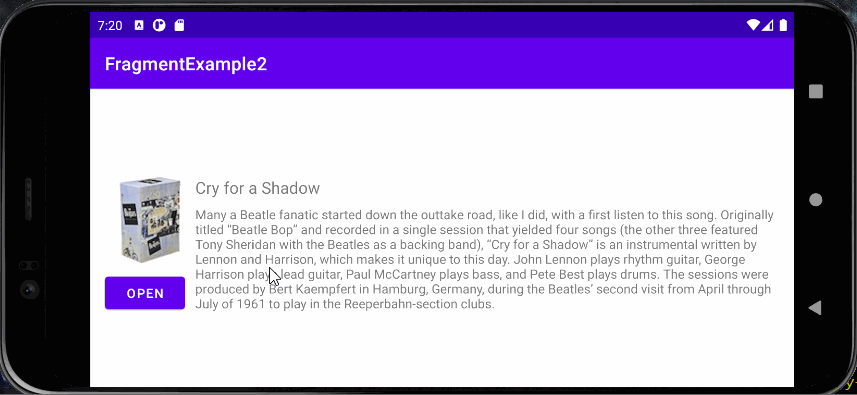 7:20
FragmentExample2
Cry for a Shadow
Many a Beatle fanatic started down the outtake road, like I did, with a first listen to this song. Originally
titled “Beatle Bop” and recorded in a single session that yielded four songs (the other three featured
Tony Sheridan with the Beatles as a backing band), “Cry for a Shadow” is an instrumental written by
Lennon and Harrison, which makes it unique to this day. John Lennon plays rhythm guitar, George
Harrison plays lead guitar, Paul McCartney plays bass, and Pete Best plays drums. The sessions were
produced by Bert Kaempfert in Hamburg, Germany, during the Beatles’ second visit from April through
July of 1961 to play in the Reeperbahn-section clubs.
OPEN